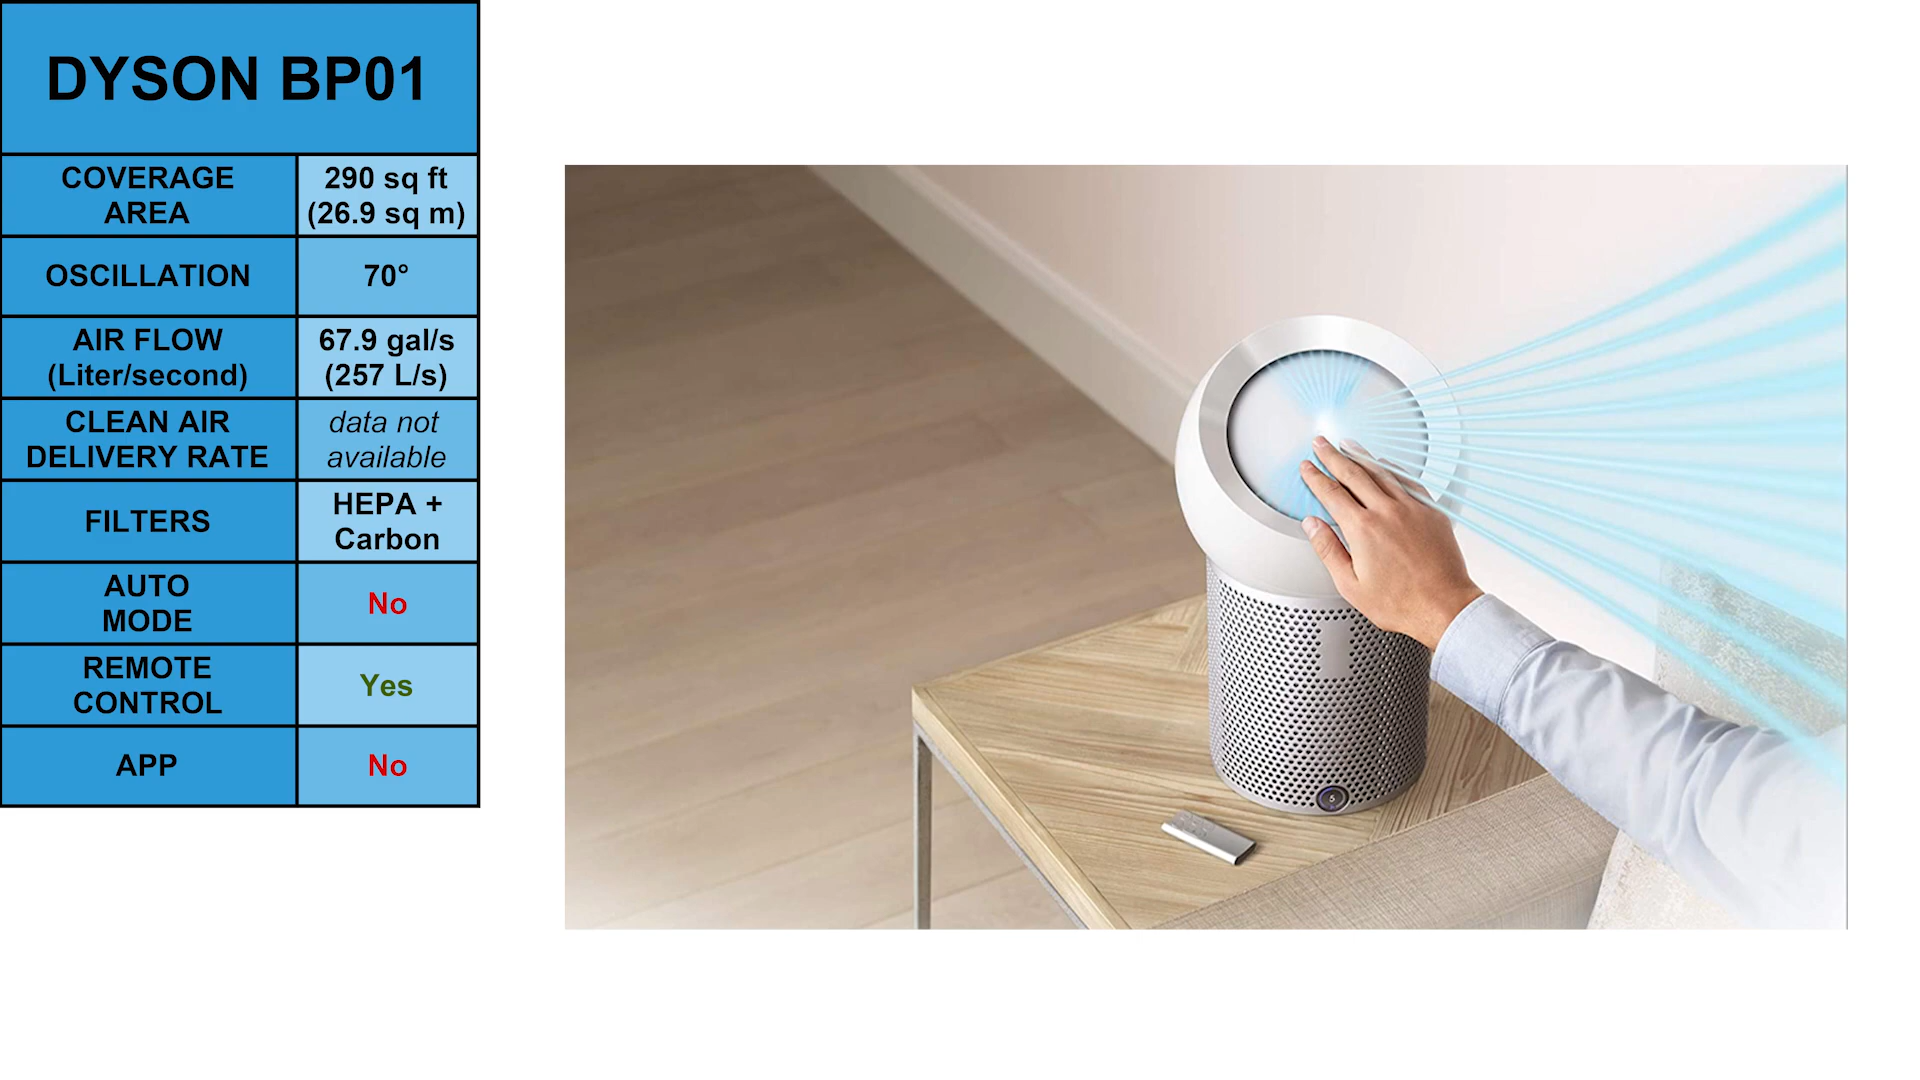 DYSON BP01
COVERAGE
AREA
290 sq ft
(26.9 sq m)
OSCILLATION
70°
AIR FLOW
(Liter/second)
67.9 gal/s
(257 L/s)
CLEAN AIR
DELIVERY RATE
data not
available
FILTERS
HEPA +
Carbon
AUTO
MODE
No
REMOTE
CONTROL
Yes
APP
No
5